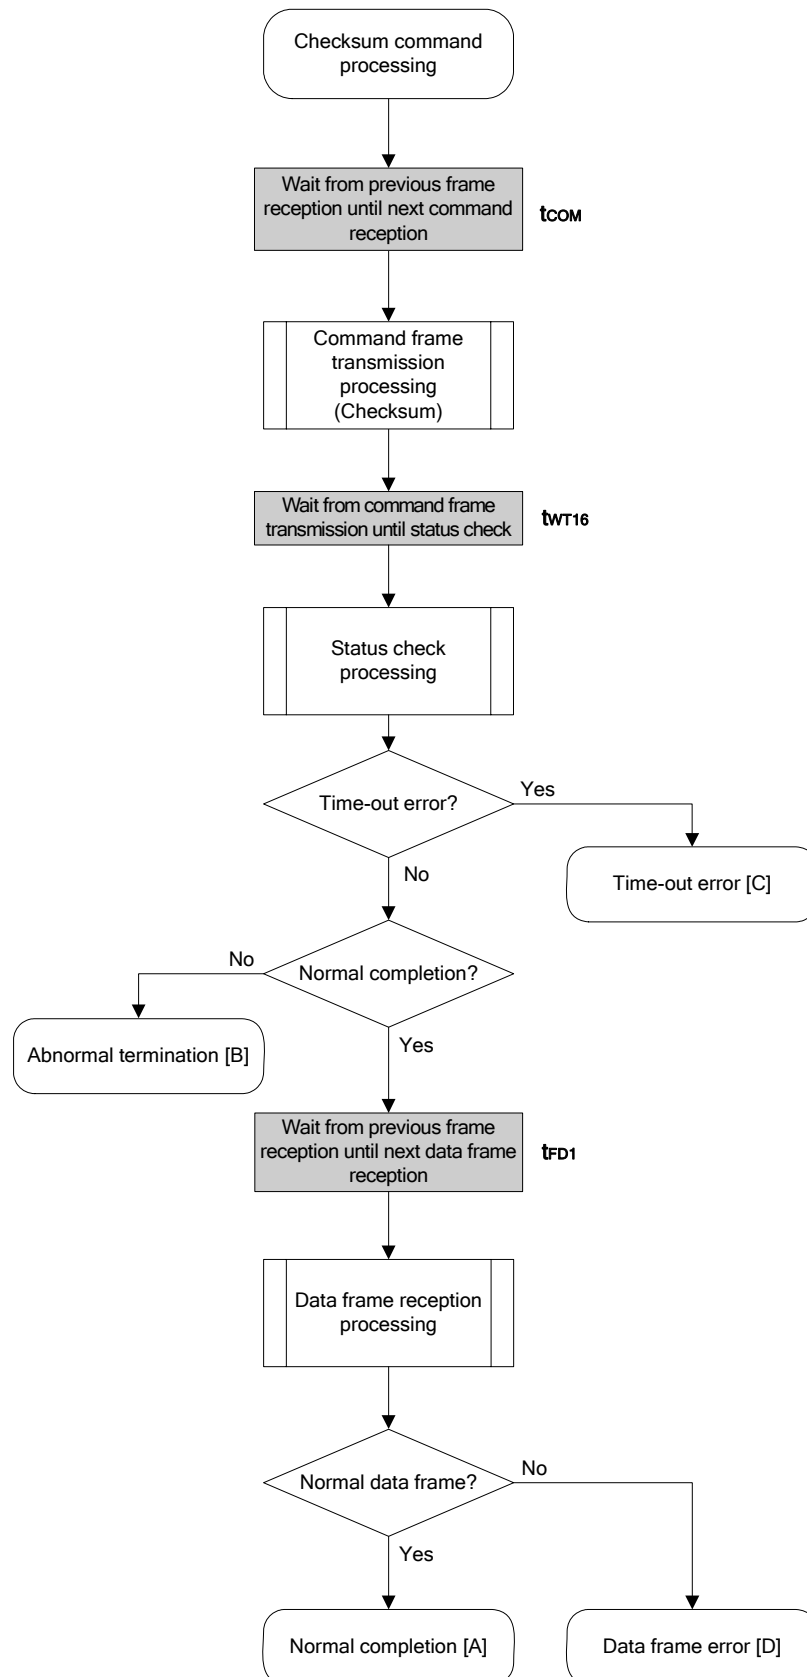 Checksum command
processing
Wait from previous frame
reception until next command
reception
tCOM
Command frame
transmission
processing
(Checksum)
Wait from command frame
transmission until status check
tWT16
Status check
processing
Time-out error?
Yes
Time-out error [C]
No
Normal completion?
No
Abnormal termination [B]
Yes
Wait from previous frame
reception until next data frame
reception
tFD1
Data frame reception
processing
Normal data frame?
No
Yes
Normal completion [A]
Data frame error [D]